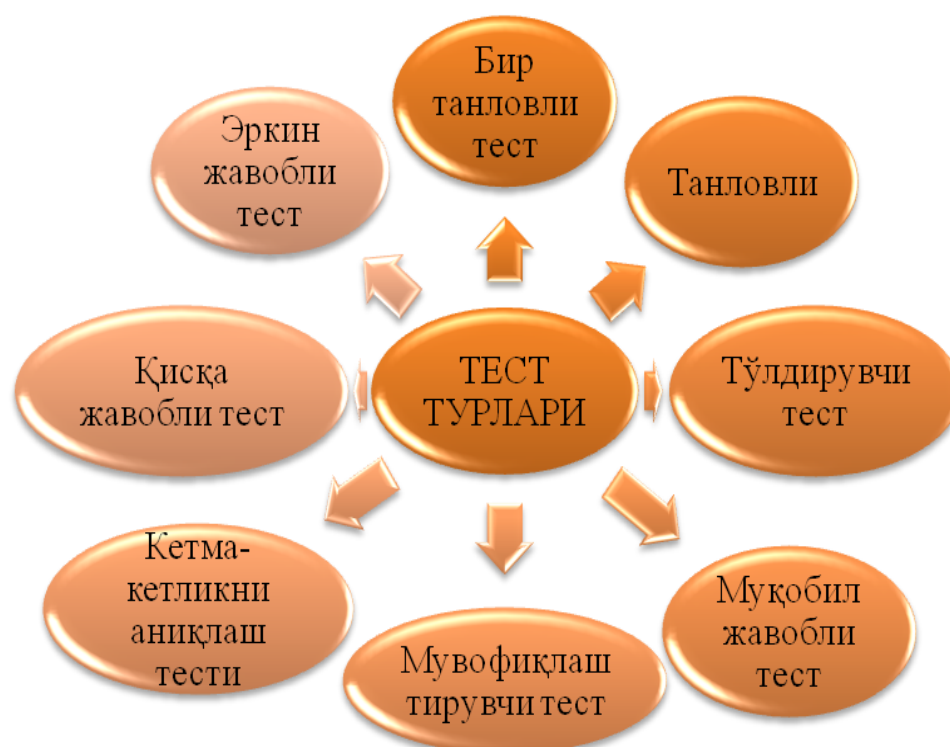 Бир
танловли
тест
Эркин
жавобли
тест
Танловли
Қисқа
жавобли тест
ТЕСТ
ТУРЛАРИ
Тўлдирувчи
тест
Кетма-
кетликни
аниқлаш
тести
Мувофиқлаш
тирувчи тест
Муқобил
жавобли
тест